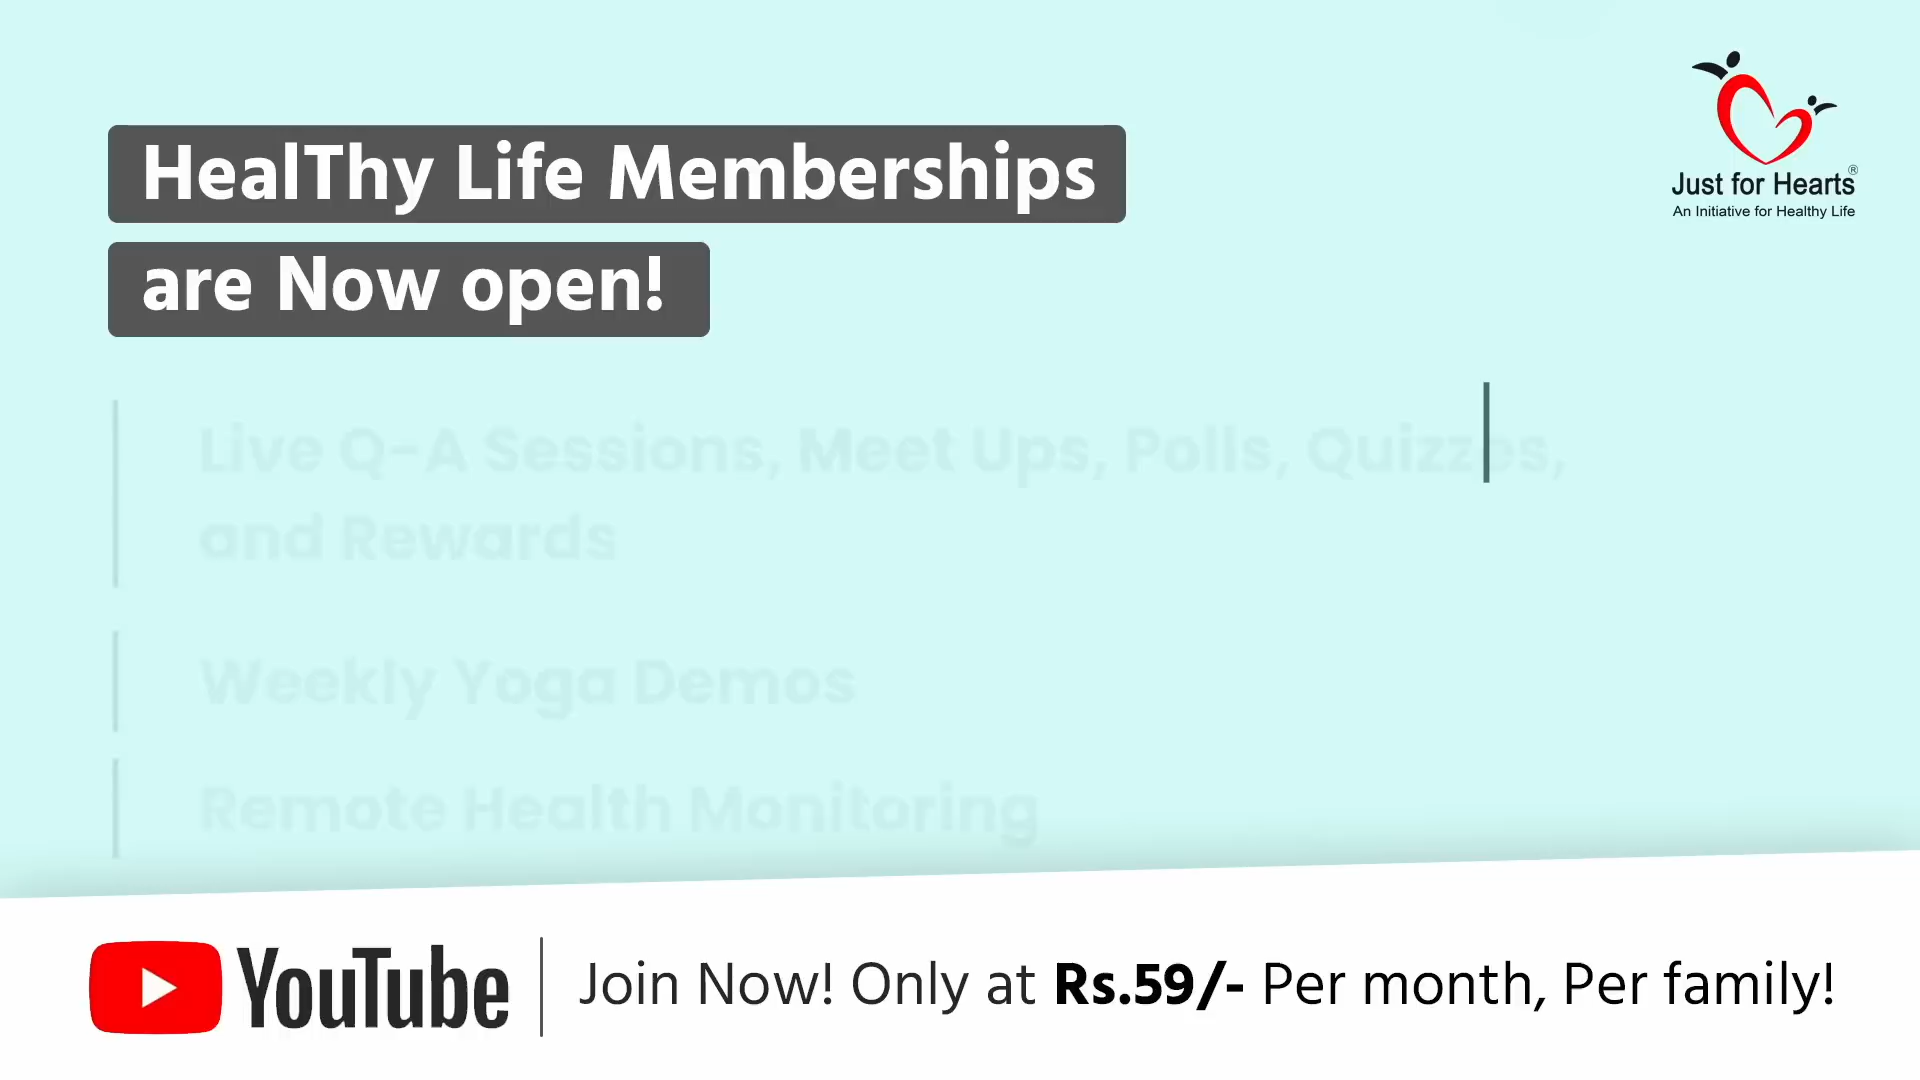 HealThy Life Memberships
are Now open!
Just for Hearts®
An Initiative for Healthy Life
Live Q-A Sessions, Meet Ups, Polls, Quizzes,
and Rewards
Weekly Yoga Demos
Remote Health Monitoring
YouTube
Join Now! Only at Rs.59/- Per month, Per family!